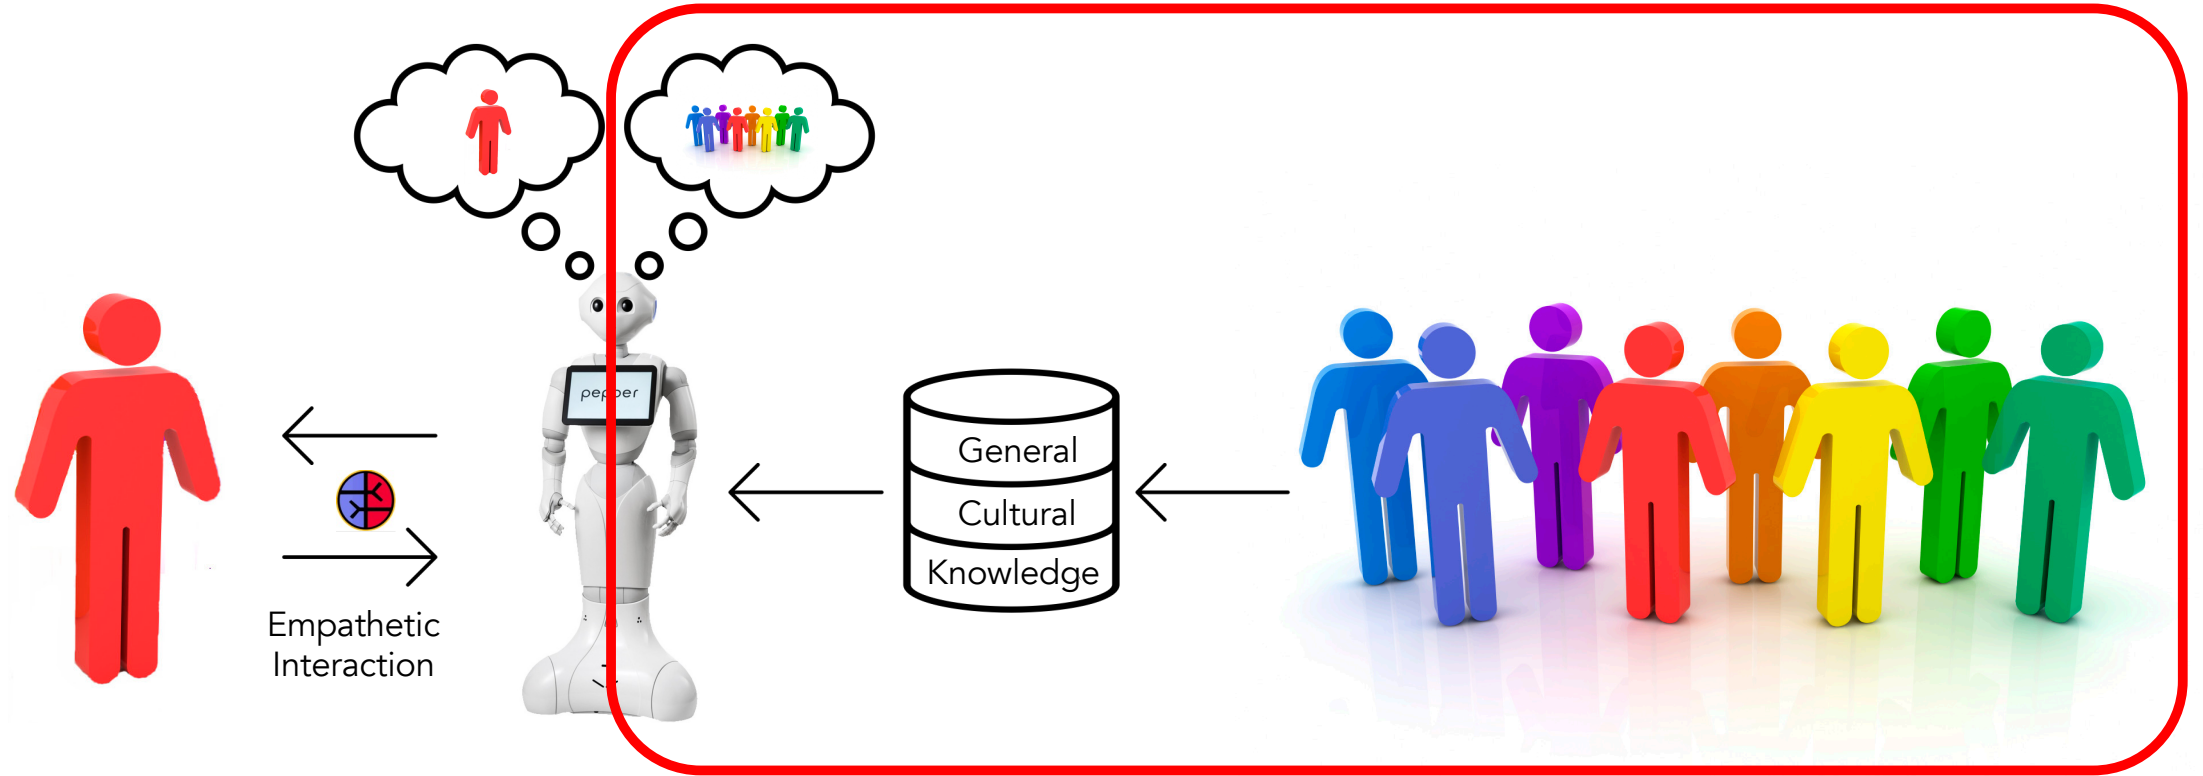 pepper
General
Cultural
Knowledge
Empathetic
Interaction